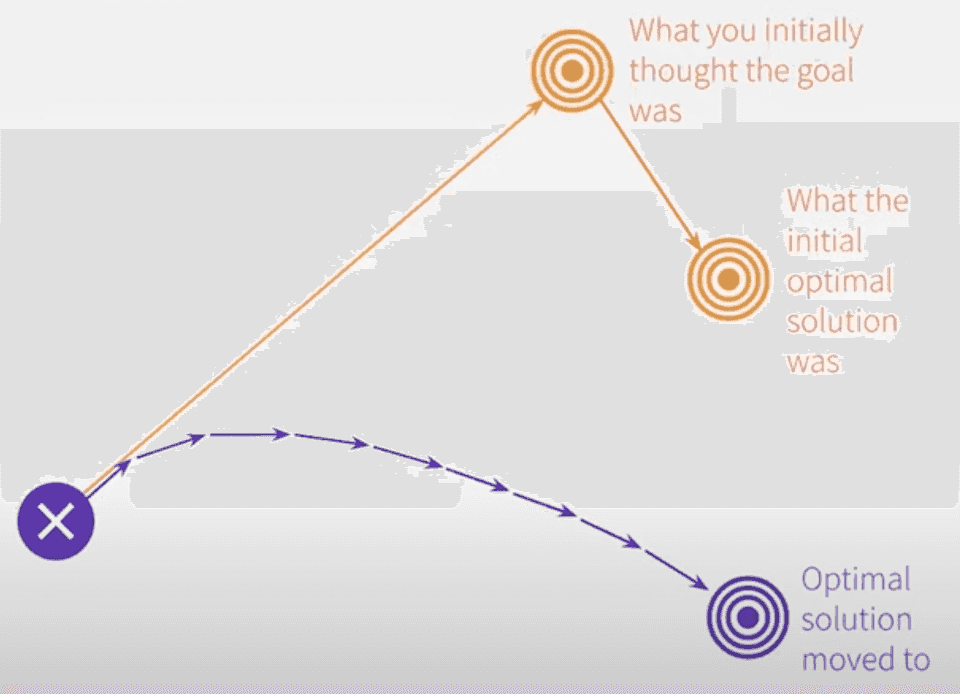 What you initially
thought the goal
was
What the
initial
optimal
solution
was
Optimal
solution
moved to